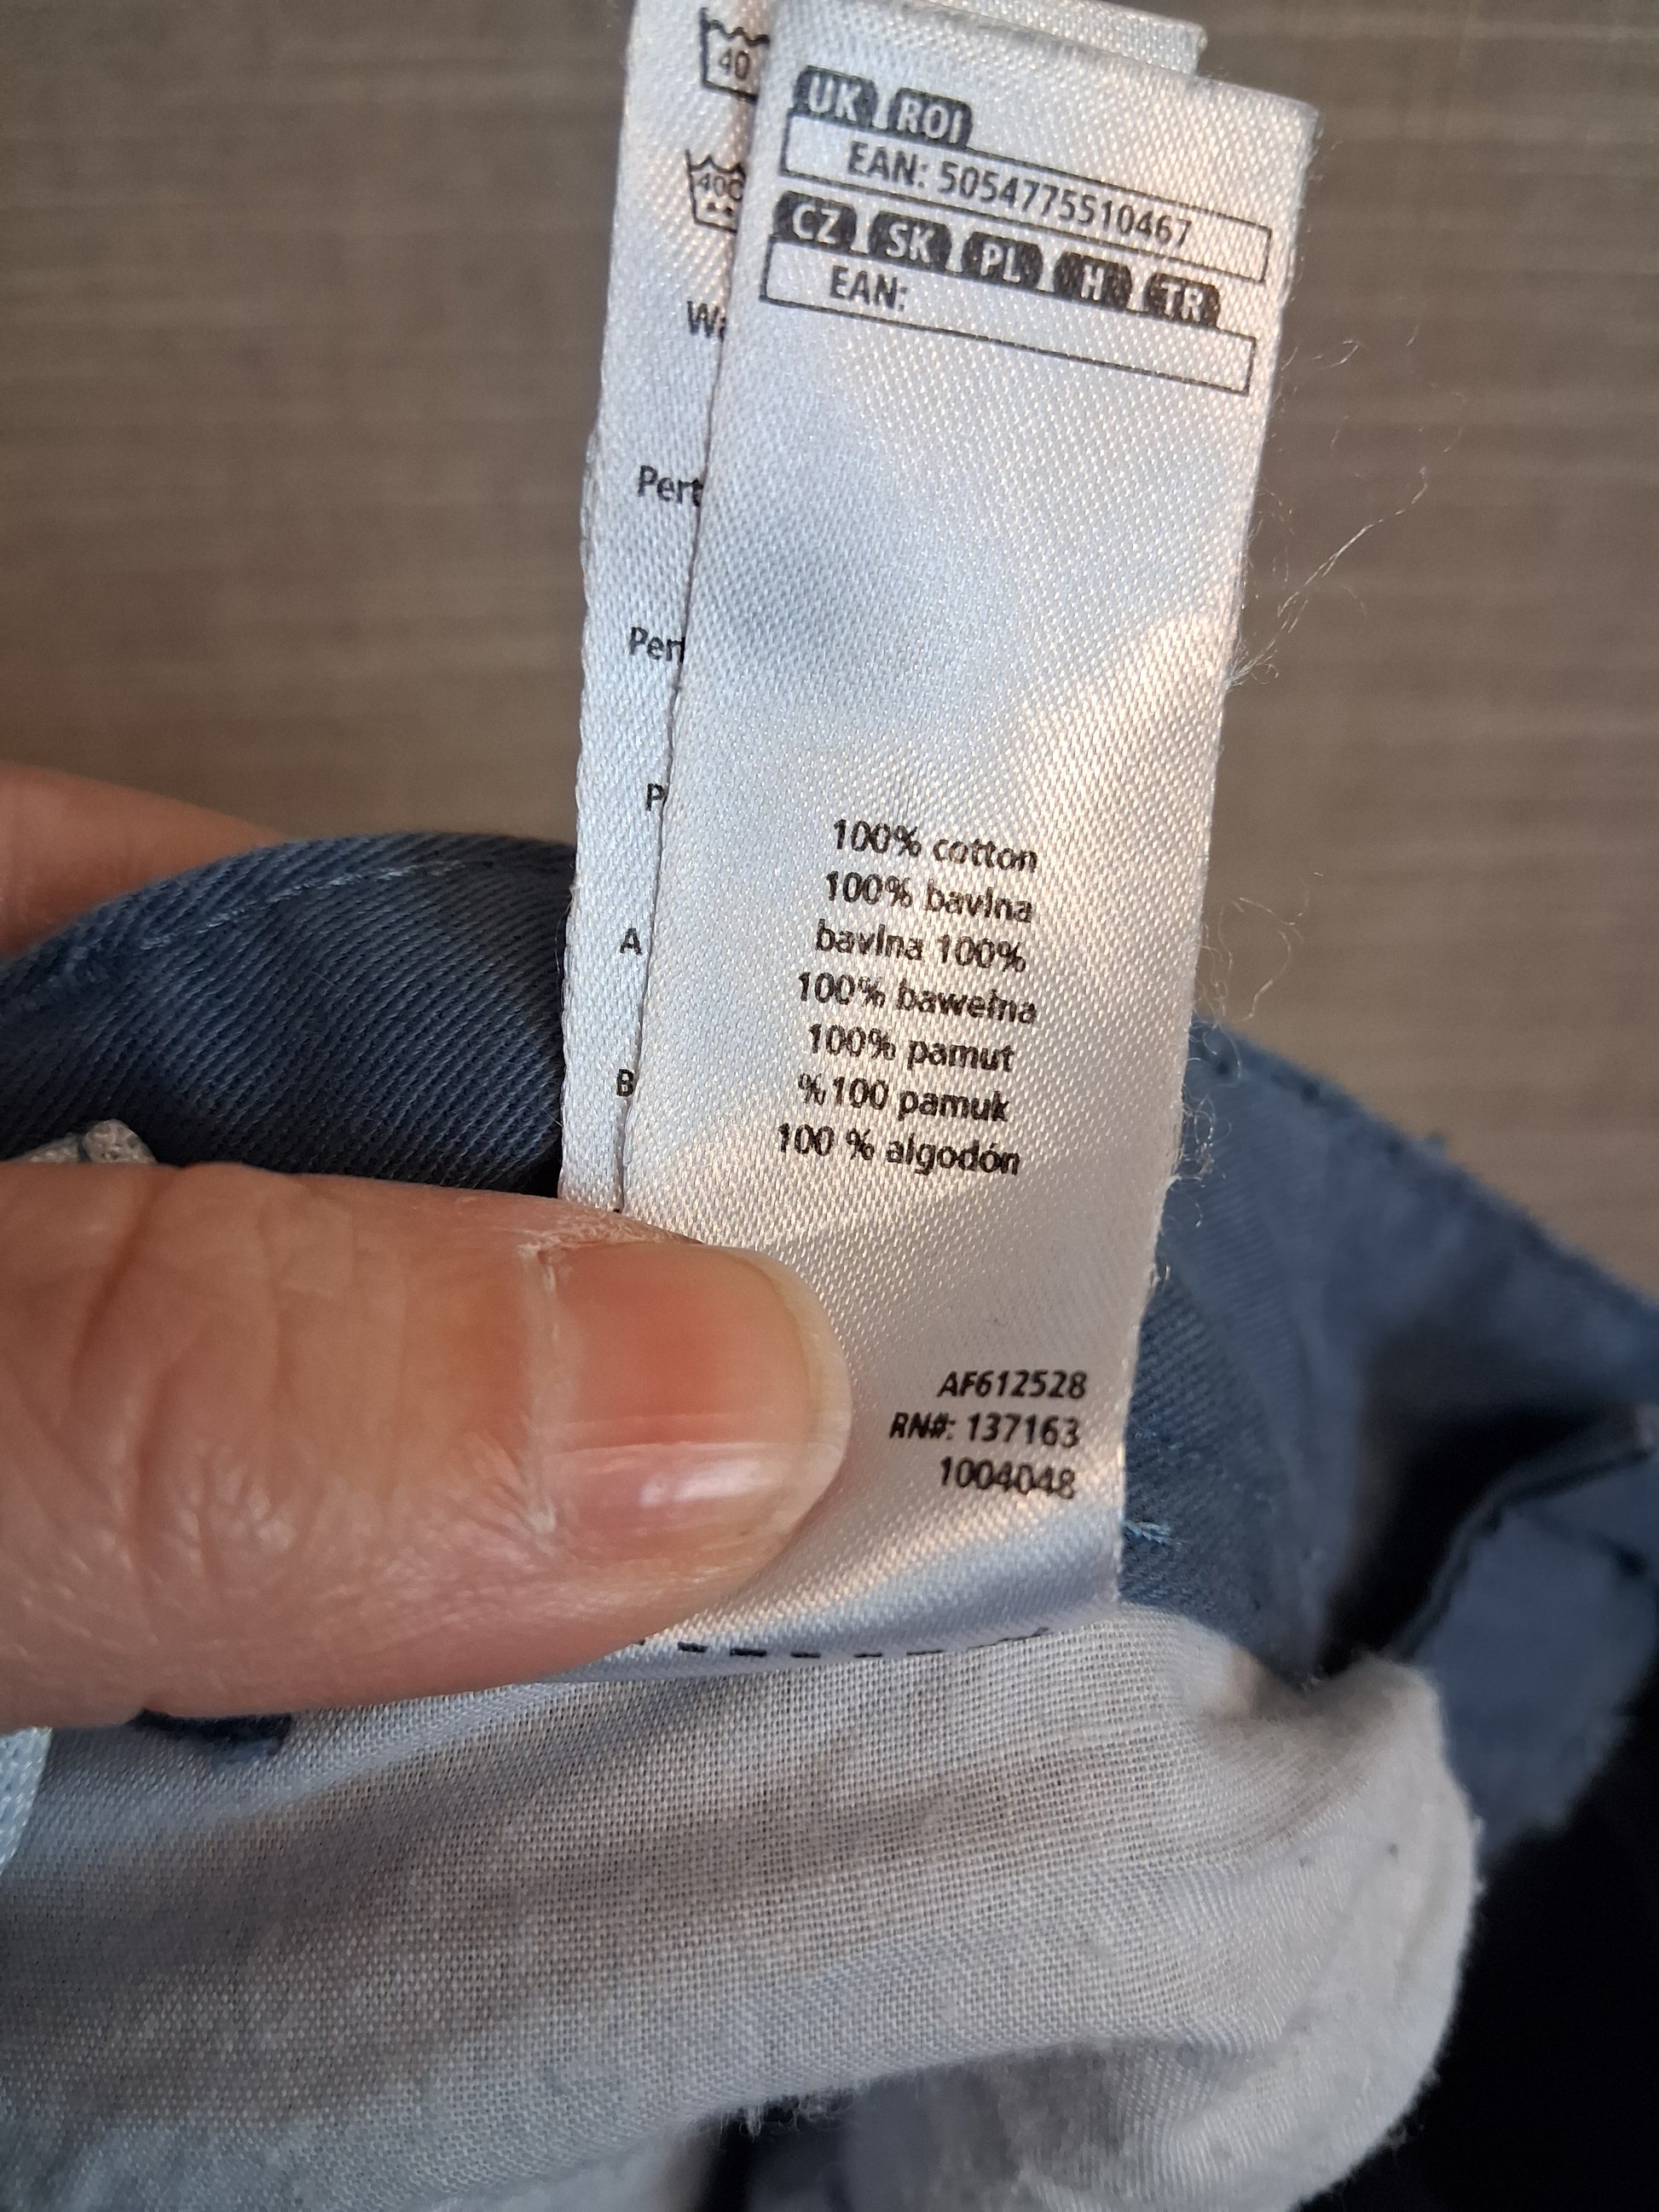 UK ROI
EAN: 5054775510467
CZ SK PL H TR
EAN:
100% cotton
100% bavlna
bavlna 100%
100% bawełna
100% pamut
%100 pamuk
100 % algodón
AF612528
RN#: 137163
1004048
40
40C
A
B